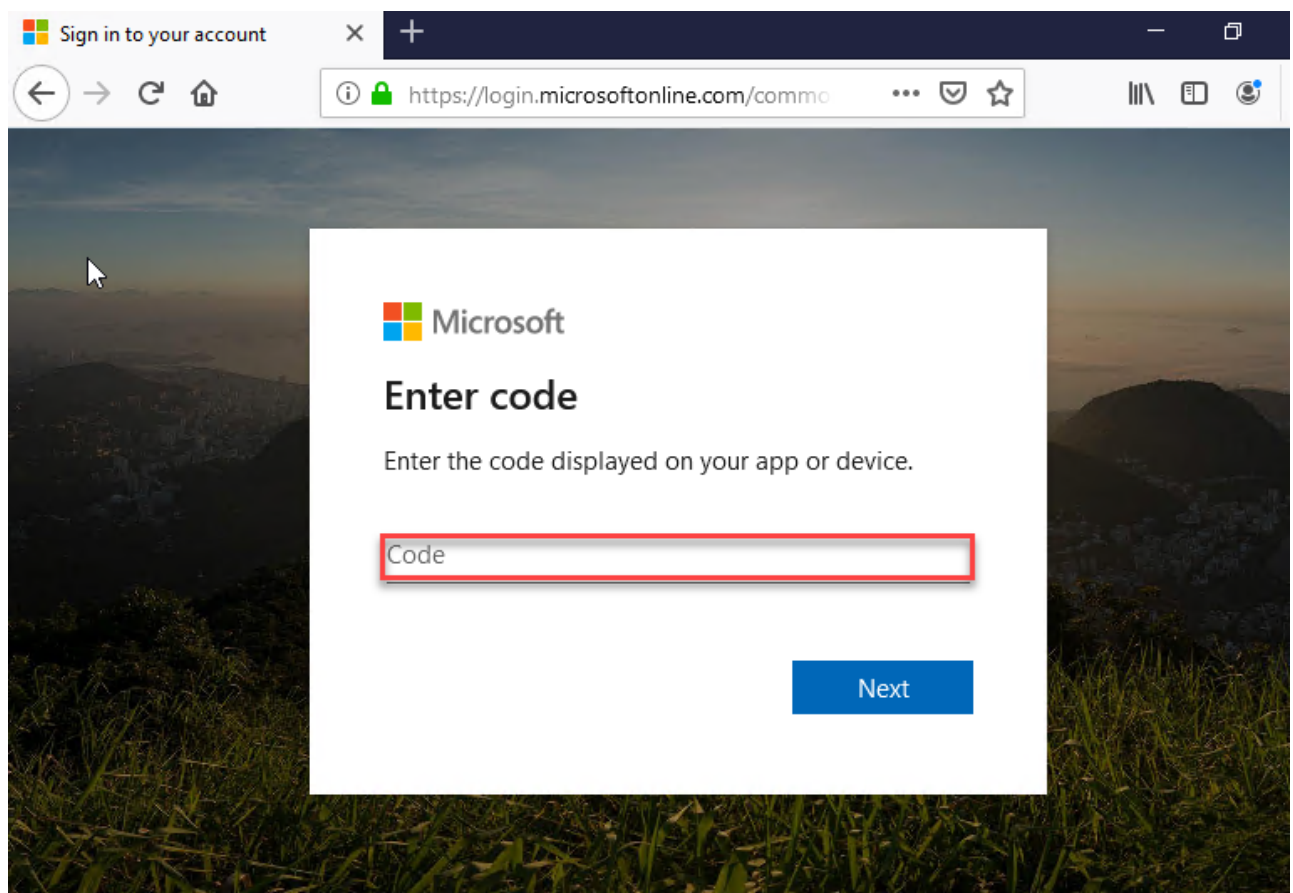 Sign in to your account
https://login.microsoftonline.com/commo
Microsoft
Enter code
Enter the code displayed on your app or device.
Code
Next